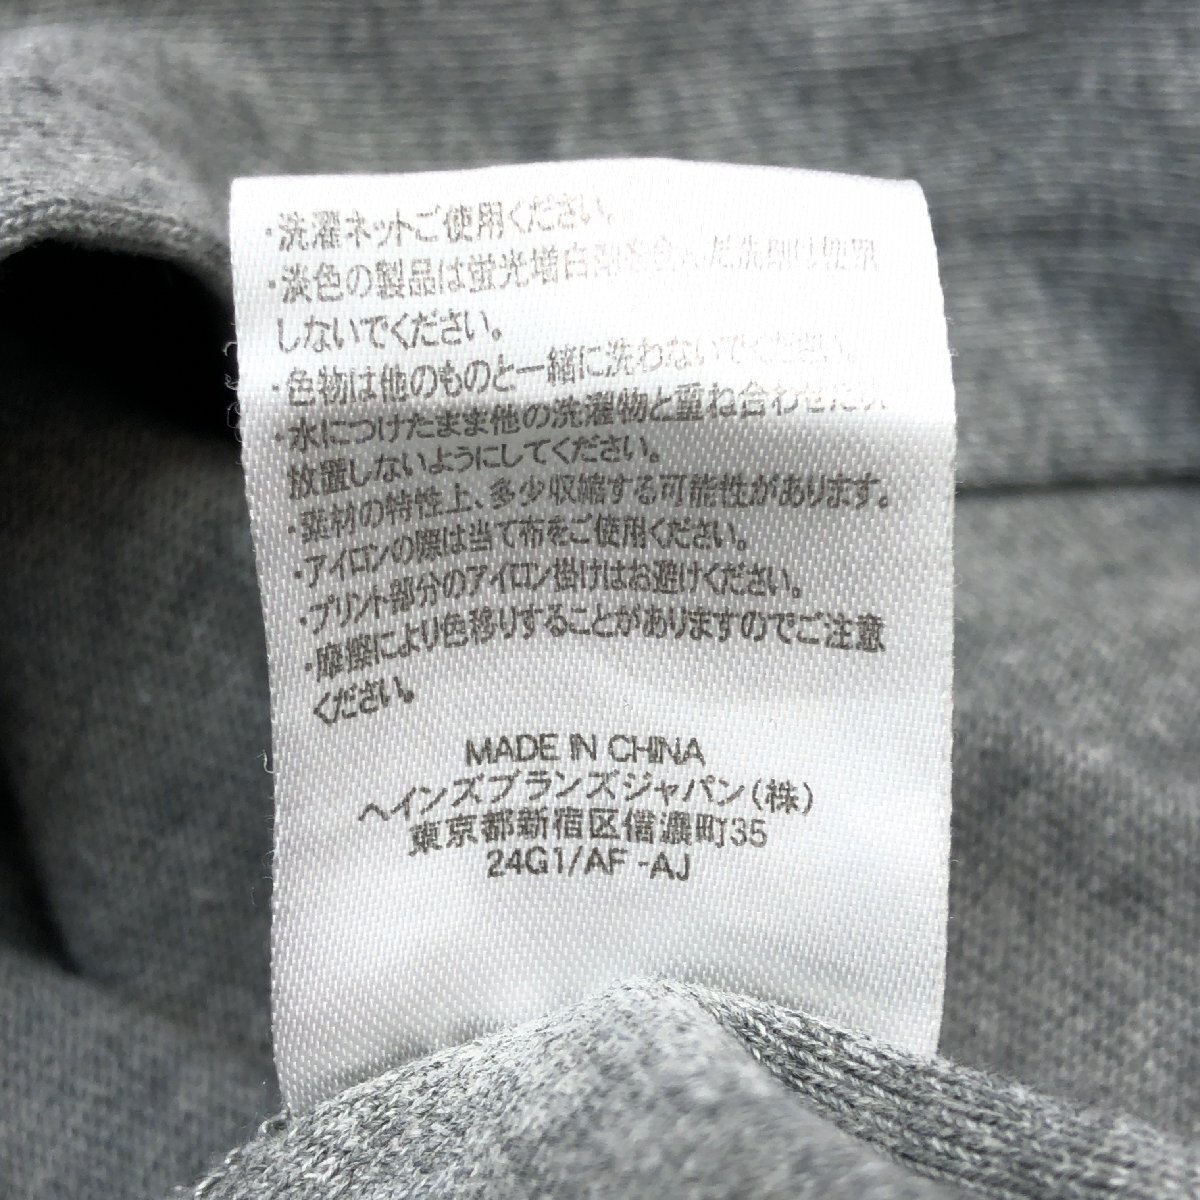 ・洗濯ネットご使用ください。
・淡色の製品は蛍光増白剤を含んだ洗剤は使用
しないでください。
・色物は他のものと一緒に洗わないでください。
・水につけたまま他の洗濯物と重ね合わせたり
放置しないようにしてください。
・素材の特性上、多少収縮する可能性があります。
・アイロンの際は当て布をご使用ください。
・プリント部分のアイロン掛けはお避けください。
・摩擦により色移りすることがありますのでご注意
ください。
MADE IN CHINA
ヘインズブランズジャパン(株)
東京都新宿区信濃町35
24G1/AF-AJ